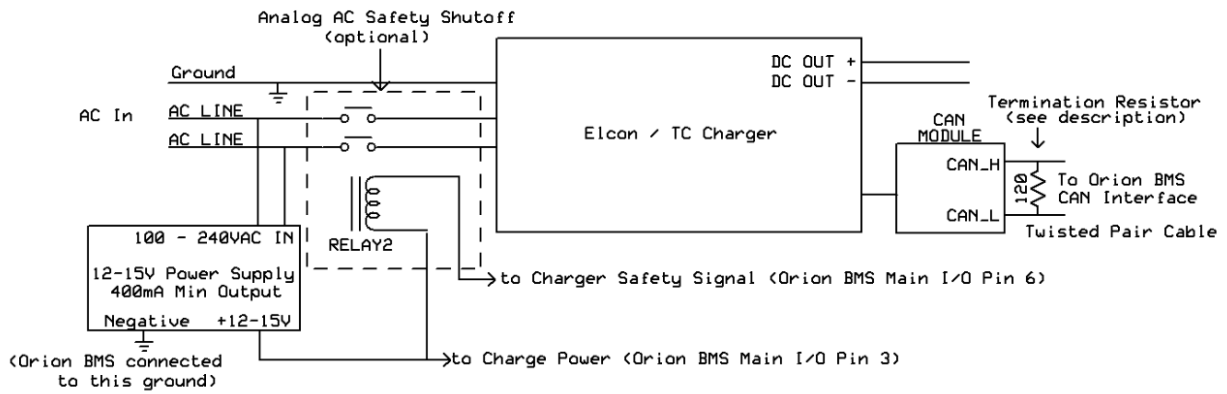 Analog AC Safety Shutoff
(optional)
Ground
AC In
AC LINE
AC LINE
RELAY2
Elcon / TC Charger
DC OUT +
DC OUT -
CAN
MODULE
CAN_H
CAN_L
Termination Resistor
(see description)
120
To Orion BMS
CAN Interface
Twisted Pair Cable
100 - 240VAC IN
12-15V Power Supply
400mA Min Output
Negative +12-15V
(Orion BMS connected
to this ground)
to Charger Safety Signal (Orion BMS Main I/O Pin 6)
to Charge Power (Orion BMS Main I/O Pin 3)